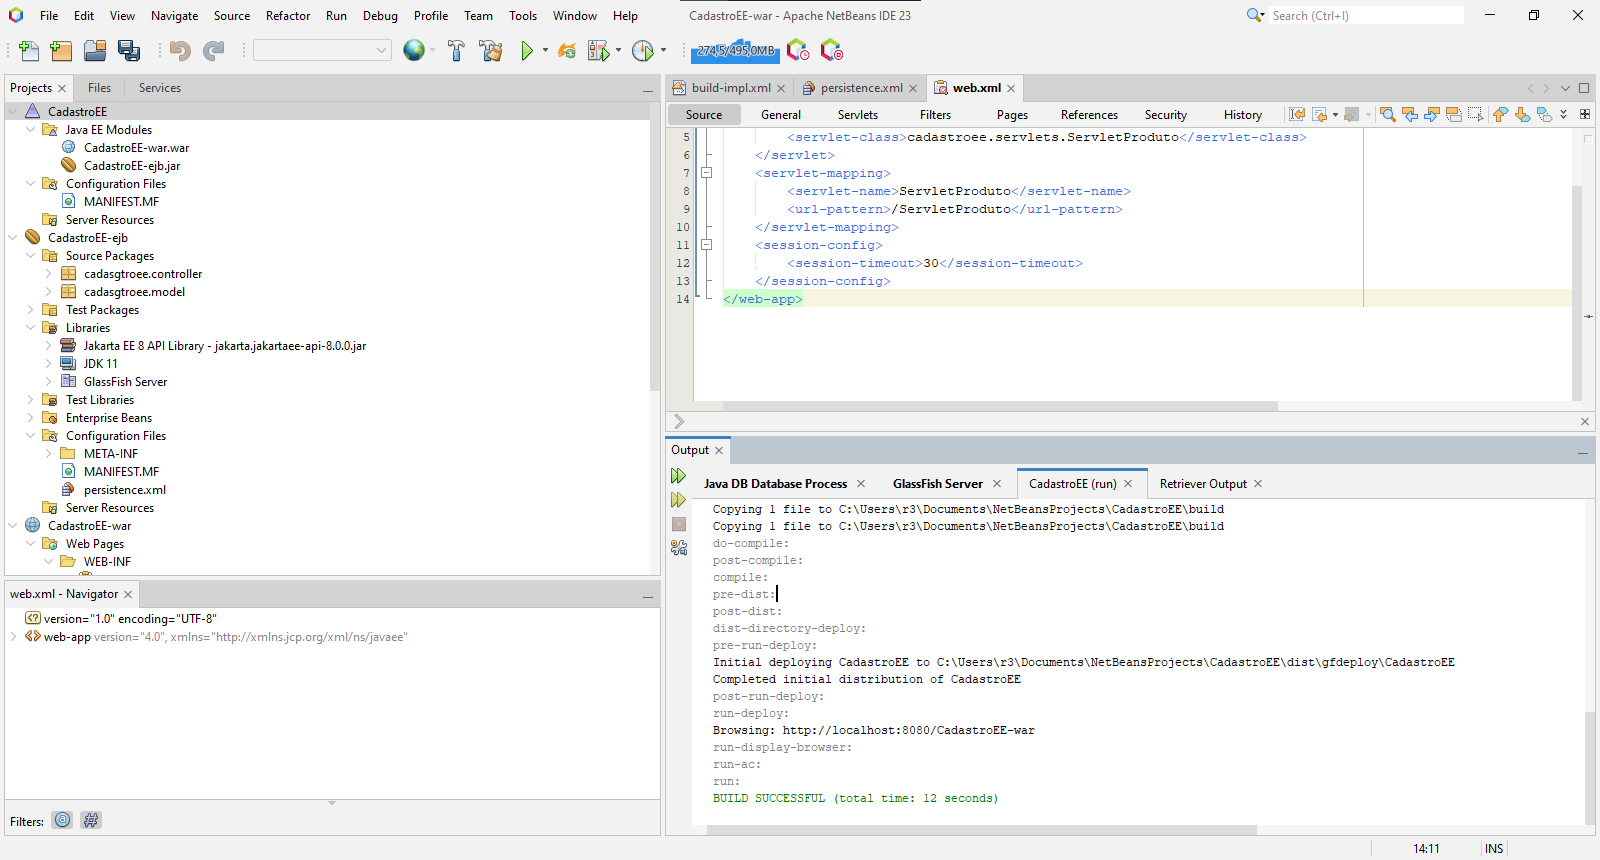 File Edit View Navigate Source Refactor Run Debug Profile Team Tools Window Help CadastroEE-war - Apache NetBeans IDE 23 Search (Ctrl+I)
274,5/495,0MB
Projects Files Services
CadastroEE
Java EE Modules
CadastroEE-war.war
CadastroEE-ejb.jar
Configuration Files
MANIFEST.MF
Server Resources
CadastroEE-ejb
Source Packages
cadasgtroee.controller
cadasgtroee.model
Test Packages
Libraries
Jakarta EE 8 API Library - jakarta.jakartaee-api-8.0.0.jar
JDK 11
GlassFish Server
Test Libraries
Enterprise Beans
Configuration Files
META-INF
MANIFEST.MF
persistence.xml
Server Resources
CadastroEE-war
Web Pages
WEB-INF
web.xml - Navigator
version="1.0" encoding="UTF-8"
web-app version="4.0", xmlns="http://xmlns.jcp.org/xml/ns/javaee"
Filters:
build-impl.xml persistence.xml web.xml
Source General Servlets Filters Pages References Security History
5 <servlet-class>cadastroee.servlets.ServletProduto</servlet-class>
6 </servlet>
7 <servlet-mapping>
8 <servlet-name>ServletProduto</servlet-name>
9 <url-pattern>/ServletProduto</url-pattern>
10 </servlet-mapping>
11 <session-config>
12 <session-timeout>30</session-timeout>
13 </session-config>
14 </web-app>
Output
Java DB Database Process GlassFish Server CadastroEE (run) Retriever Output
Copying 1 file to C:\Users\r3\Documents\NetBeansProjects\CadastroEE\build
Copying 1 file to C:\Users\r3\Documents\NetBeansProjects\CadastroEE\build
do-compile:
post-compile:
compile:
pre-dist:
post-dist:
dist-directory-deploy:
pre-run-deploy:
Initial deploying CadastroEE to C:\Users\r3\Documents\NetBeansProjects\CadastroEE\dist\gfdeploy\CadastroEE
Completed initial distribution of CadastroEE
post-run-deploy:
run-deploy:
Browsing: http://localhost:8080/CadastroEE-war
run-display-browser:
run-ac:
run:
BUILD SUCCESSFUL (total time: 12 seconds)
14:11 INS